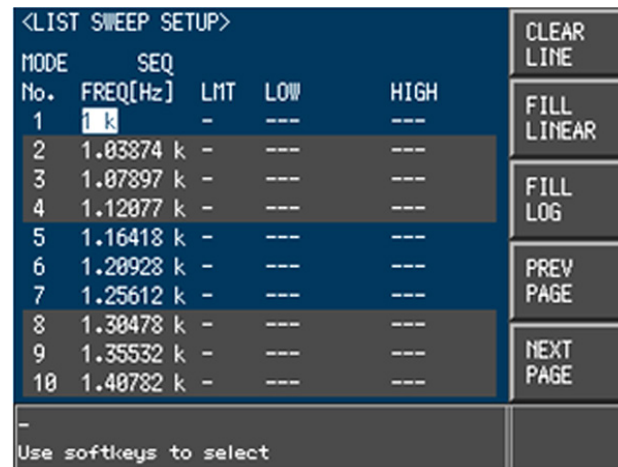 <LIST SWEEP SETUP>
MODE SEQ
No. FREQ[Hz] LMT LOW HIGH
1 1 k - --- ---
2 1.03874 k - --- ---
3 1.07897 k - --- ---
4 1.12077 k - --- ---
5 1.16418 k - --- ---
6 1.20928 k - --- ---
7 1.25612 k - --- ---
8 1.30478 k - --- ---
9 1.35532 k - --- ---
10 1.40782 k - --- ---
Use softkeys to select
CLEAR
LINE
FILL
LINEAR
FILL
LOG
PREV
PAGE
NEXT
PAGE